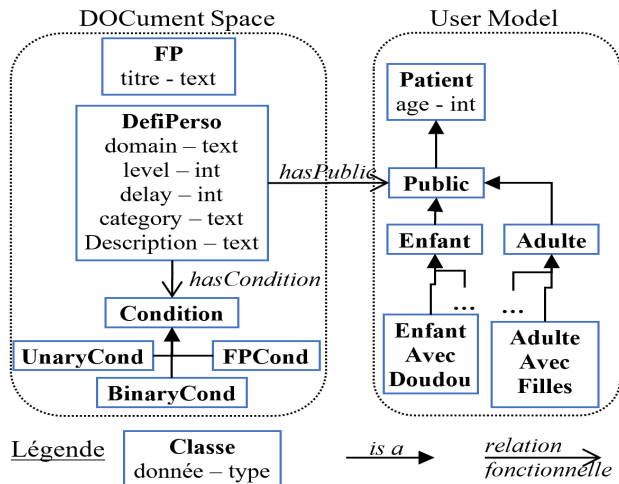 DOCument Space
User Model
FP
titre - text
DefiPerso
domain – text
level – int
delay – int
category – text
Description – text
hasPublic
hasCondition
Condition
UnaryCond
FPCond
BinaryCond
Patient
age - int
Public
Enfant
Adulte
...
...
Enfant
Avec
Doudou
Adulte
Avec
Filles
Légende
Classe
donnée – type
is a
relation
fonctionnelle